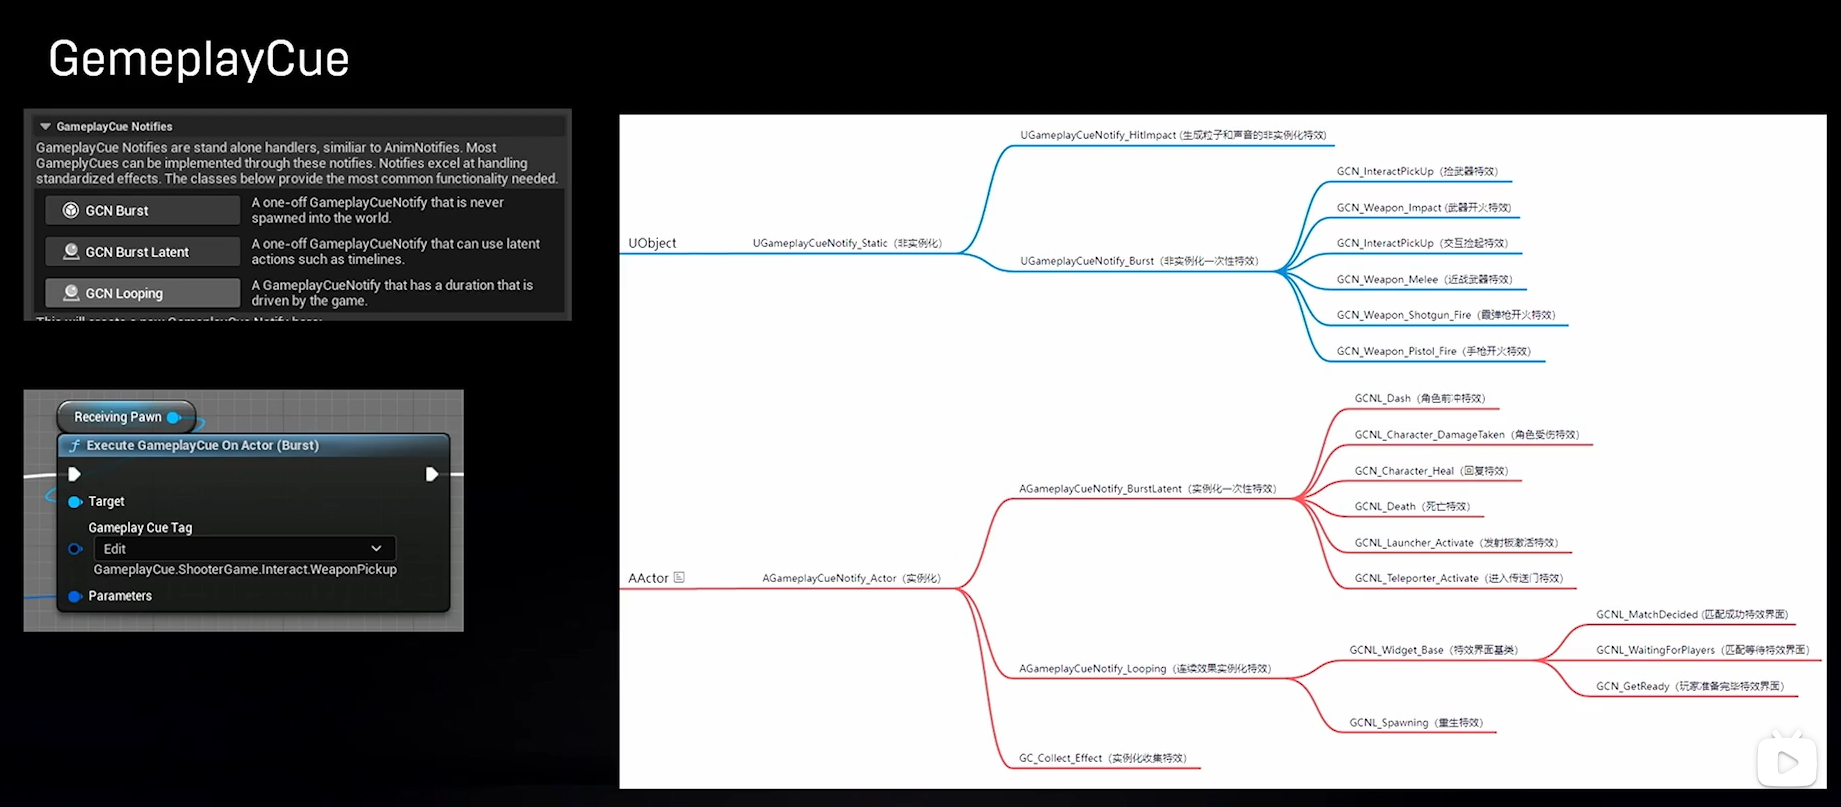 GemeplayCue
GameplayCue Notifies
GameplayCue Notifies are stand alone handlers, similiar to AnimNotifies. Most
GameplyCues can be implemented through these notifies. Notifies excel at handling
standardized effects. The classes below provide the most common functionality needed.
GCN Burst
A one-off GameplayCueNotify that is never
spawned into the world.
GCN Burst Latent
A one-off GameplayCueNotify that can use latent
actions such as timelines.
GCN Looping
A GameplayCueNotify that has a duration that is
driven by the game.
This will create a new GameplayCue Notify here:
Receiving Pawn
Execute GameplayCue On Actor (Burst)
Target
Gameplay Cue Tag
Edit
GameplayCue.ShooterGame.Interact.WeaponPickup
Parameters
UObject
UGameplayCueNotify_Static（非实例化）
UGameplayCueNotify_HitImpact (生成粒子和声音的非实例化特效)
UGameplayCueNotify_Burst（非实例化一次性特效）
GCN_InteractPickUp（捡武器特效）
GCN_Weapon_Impact (武器开火特效)
GCN_InteractPickUp（交互捡起特效）
GCN_Weapon_Melee（近战武器特效）
GCN_Weapon_Shotgun_Fire（霰弹枪开火特效）
GCN_Weapon_Pistol_Fire（手枪开火特效）
AActor
AGameplayCueNotify_Actor（实例化）
AGameplayCueNotify_BurstLatent（实例化一次性特效）
GCNL_Dash（角色前冲特效）
GCNL_Character_DamageTaken（角色受伤特效）
GCN_Character_Heal（回复特效）
GCNL_Death（死亡特效）
GCNL_Launcher_Activate（发射板激活特效）
GCNL_Teleporter_Activate（进入传送门特效）
AGameplayCueNotify_Looping（连续效果实例化特效）
GCNL_Widget_Base（特效界面基类）
GCNL_MatchDecided (匹配成功特效界面)
GCNL_WaitingForPlayers（匹配等待特效界面）
GCN_GetReady（玩家准备完毕特效界面）
GCNL_Spawning（重生特效）
GC_Collect_Effect（实例化收集特效）